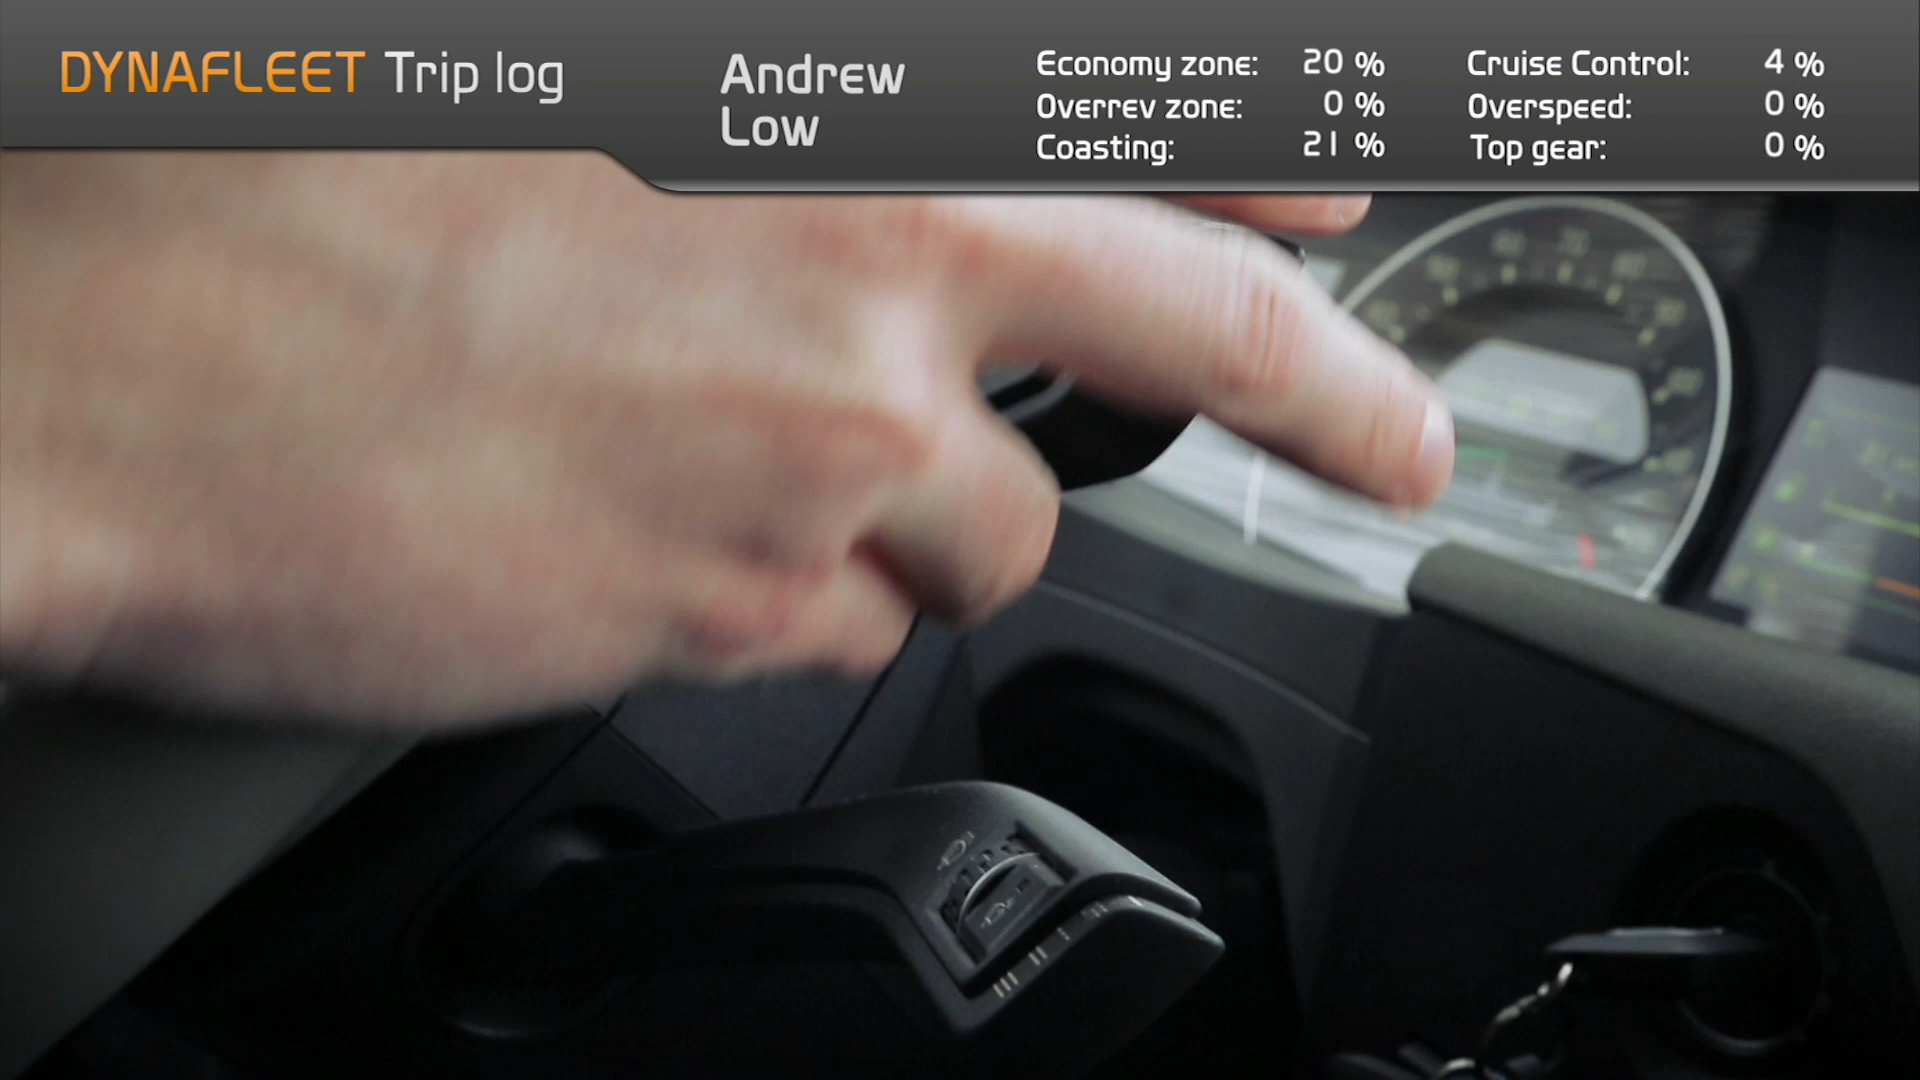 DYNAFLEET Trip log
Andrew
Low
Economy zone: 20 %
Overrev zone: 0 %
Coasting: 21 %
Cruise Control: 4 %
Overspeed: 0 %
Top gear: 0 %
70